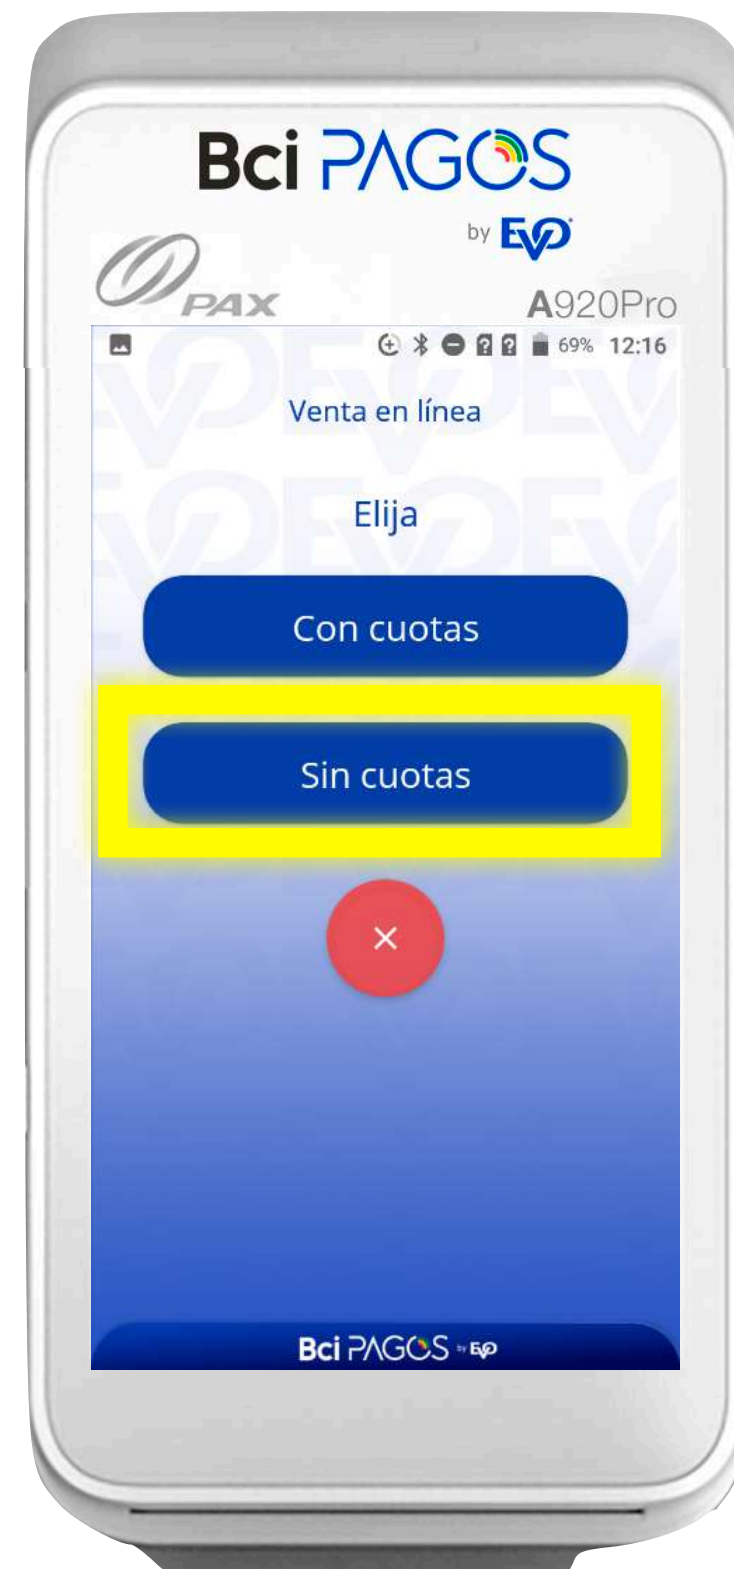 Bci PAGOS
by EVO
PAX
A920Pro
69% 12:16
Venta en línea
Elija
Con cuotas
Sin cuotas
Bci PAGOS by EVO